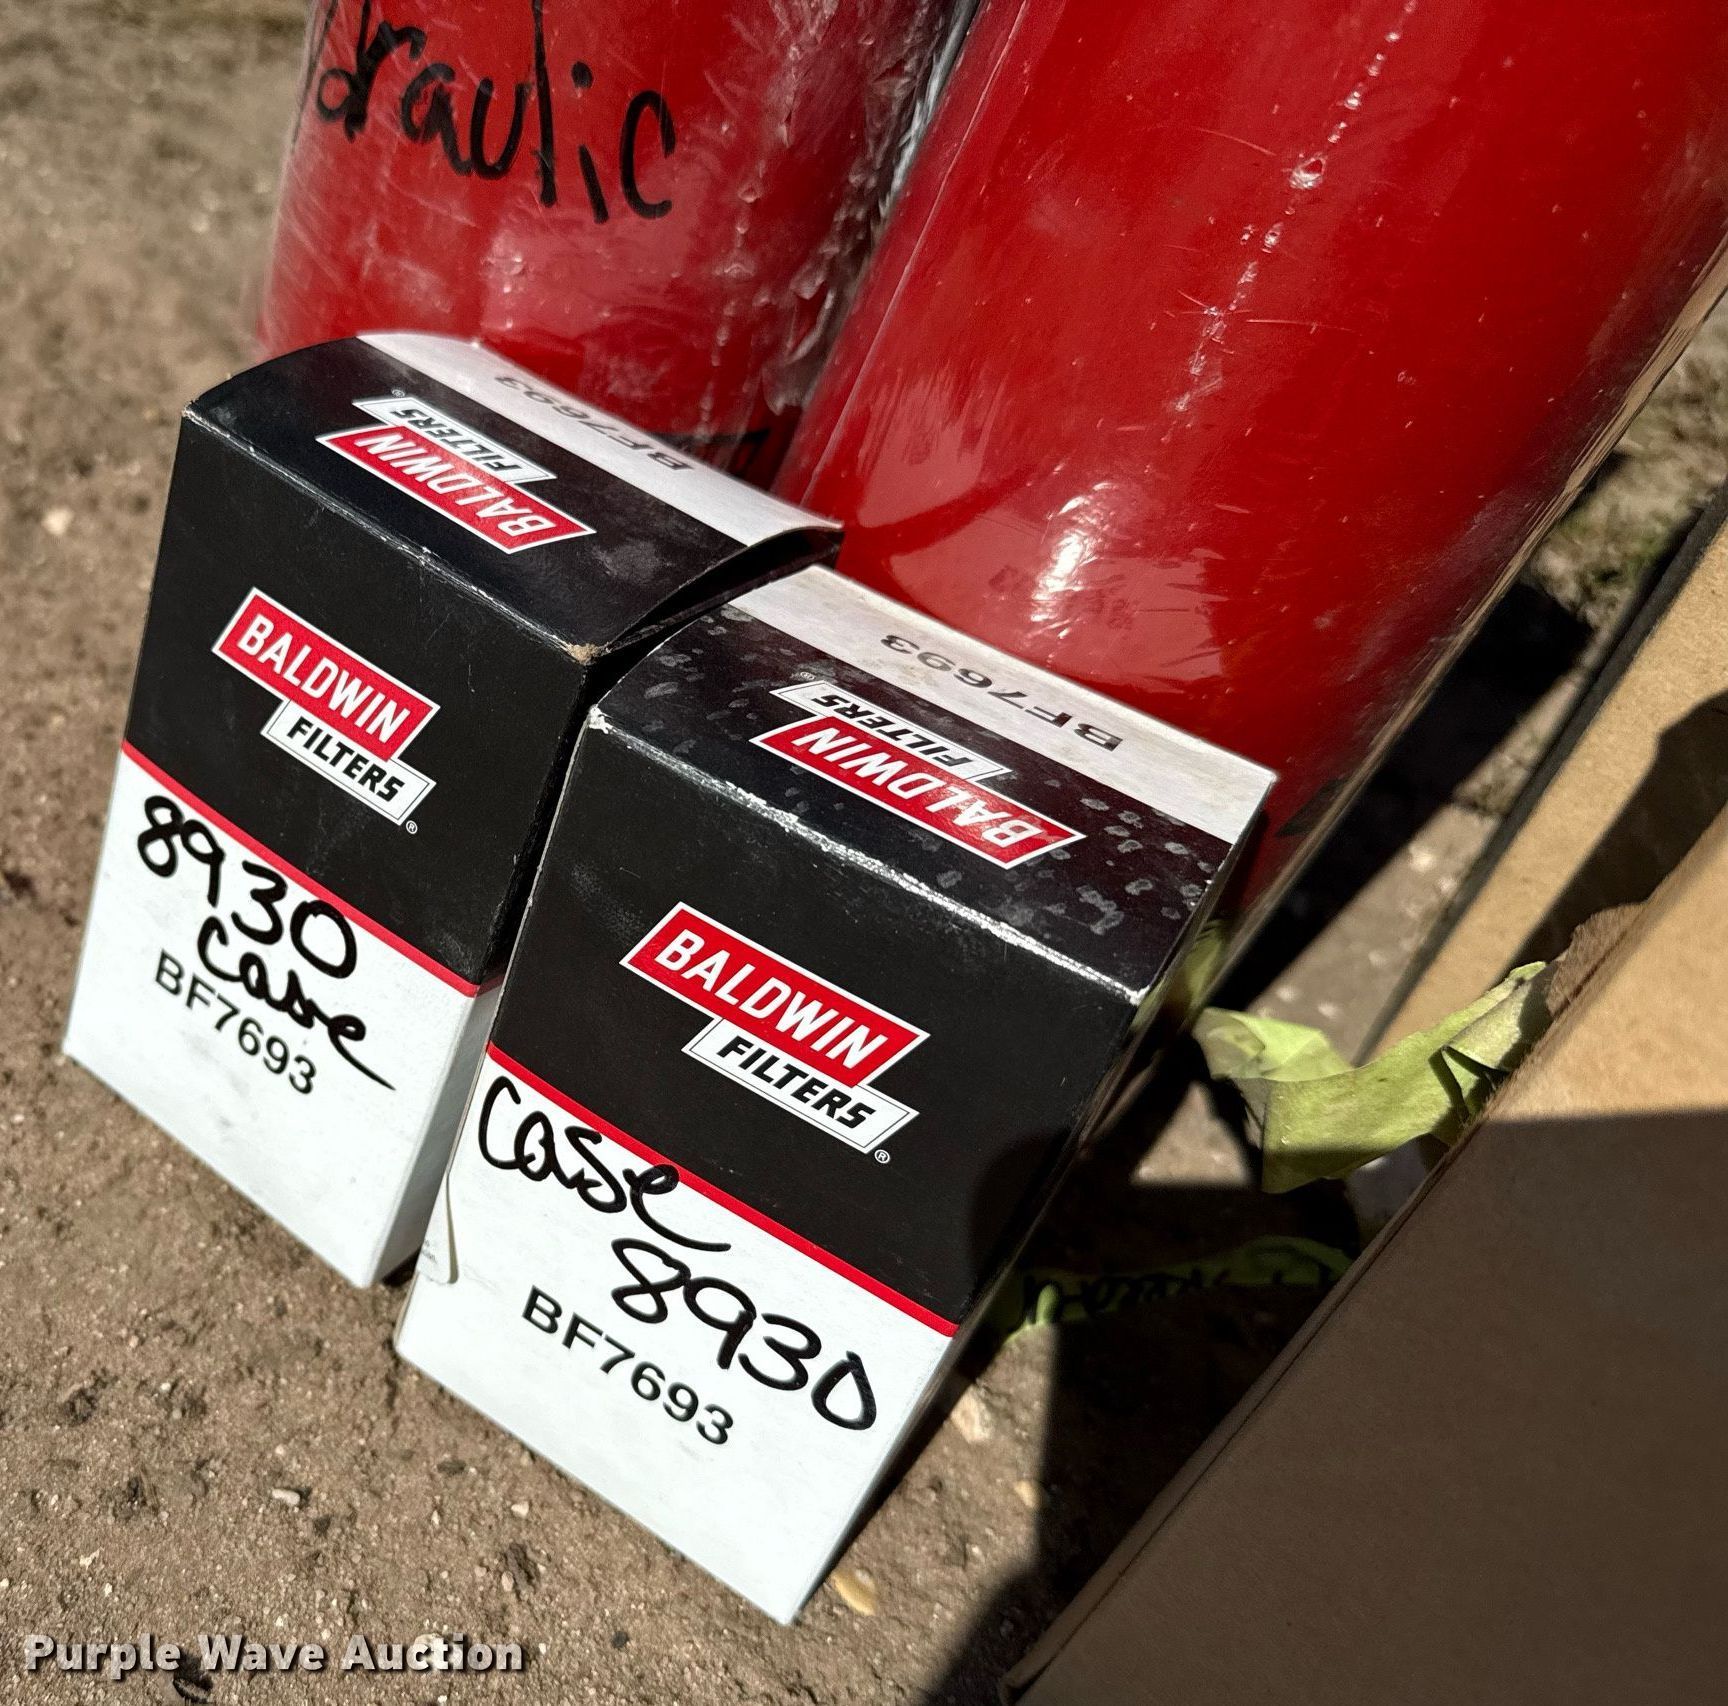 draulic
BF7693
BALDWIN
FILTERS
®
BALDWIN
FILTERS
®
8930
Case
BF7693
BF7693
BALDWIN
FILTERS
®
BALDWIN
FILTERS
®
Case
8930
BF7693
Purple Wave Auction